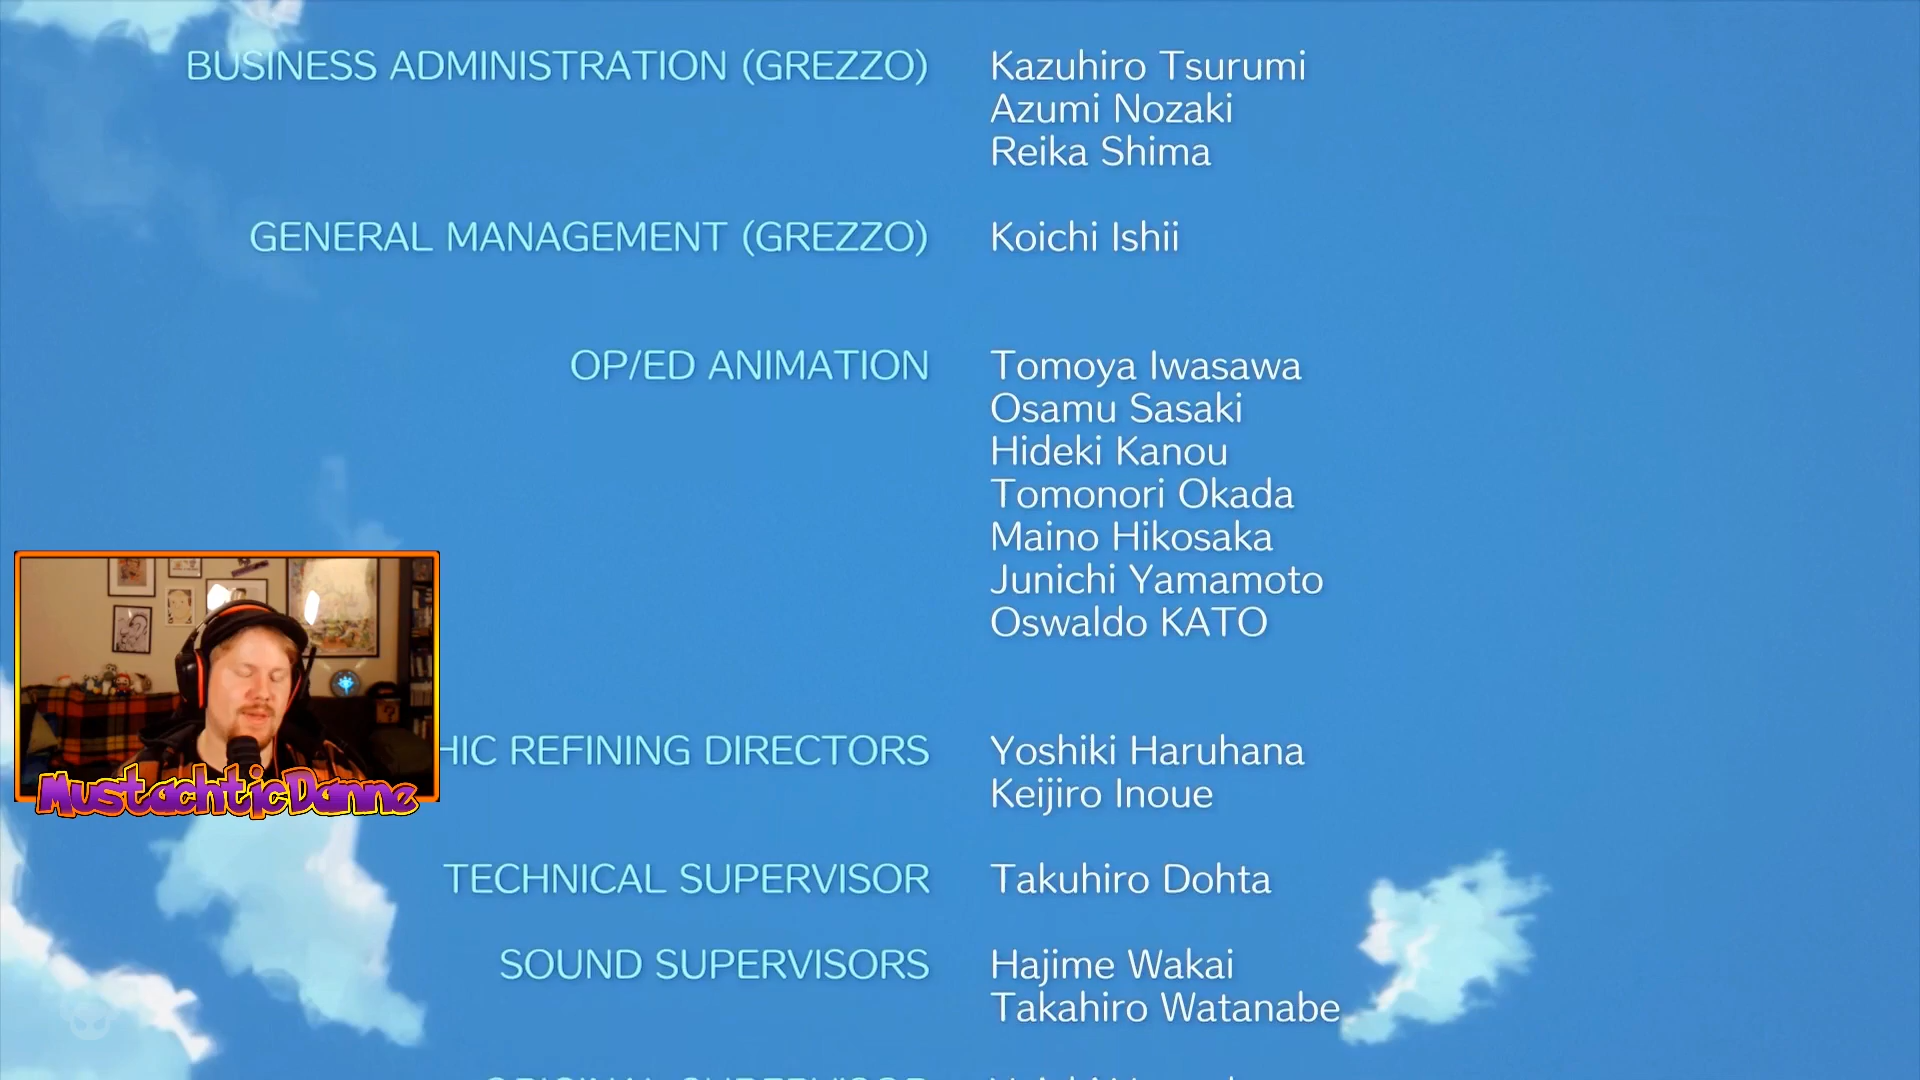 BUSINESS ADMINISTRATION (GREZZO) Kazuhiro Tsurumi
Azumi Nozaki
Reika Shima
GENERAL MANAGEMENT (GREZZO) Koichi Ishii
OP/ED ANIMATION Tomoya Iwasawa
Osamu Sasaki
Hideki Kanou
Tomonori Okada
Maino Hikosaka
Junichi Yamamoto
Oswaldo KATO
HIC REFINING DIRECTORS Yoshiki Haruhana
Keijiro Inoue
MustachticDanne
TECHNICAL SUPERVISOR Takuhiro Dohta
SOUND SUPERVISORS Hajime Wakai
Takahiro Watanabe